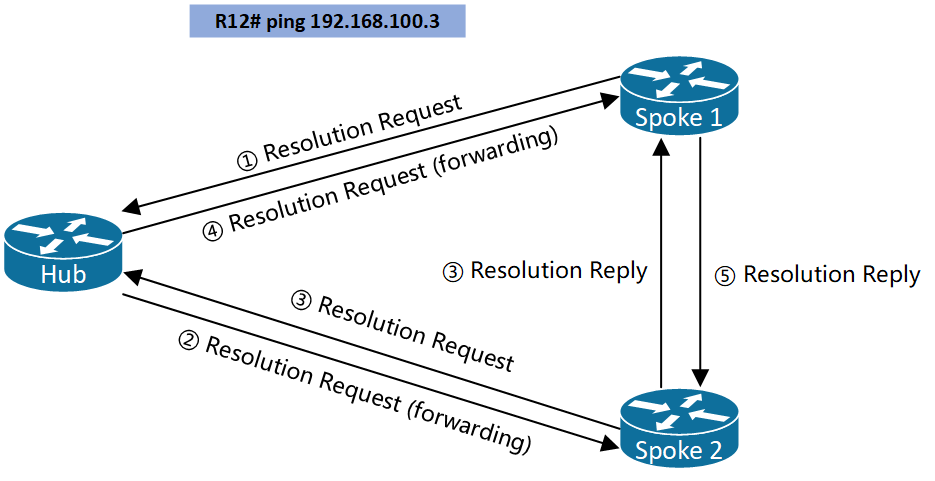 R12# ping 192.168.100.3
Spoke 1
① Resolution Request
④ Resolution Request (forwarding)
Hub
③ Resolution Reply
⑤ Resolution Reply
③ Resolution Request
② Resolution Request (forwarding)
Spoke 2